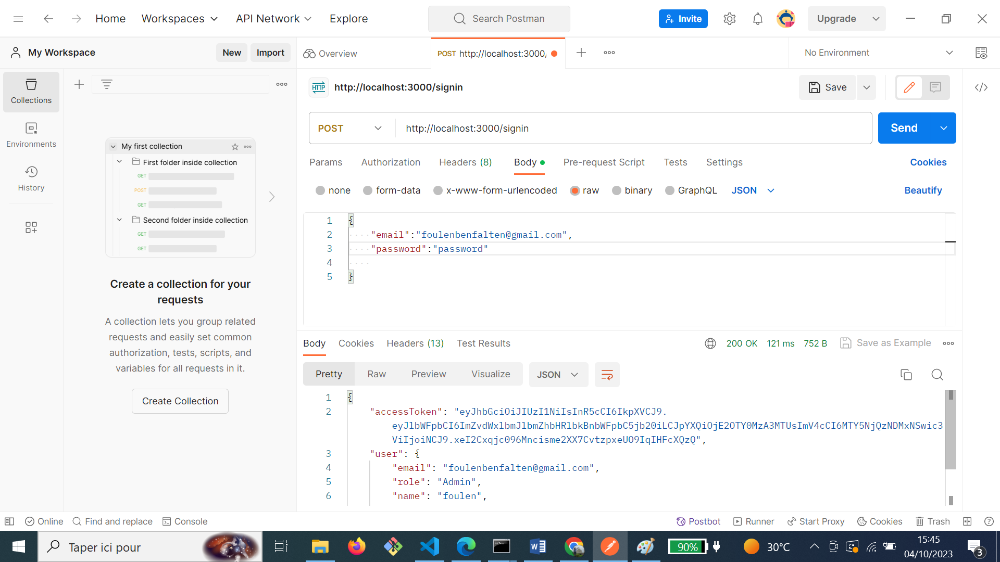 Home
Workspaces
API Network
Explore
Search Postman
Invite
Upgrade
My Workspace
New
Import
Overview
POST http://localhost:3000/
No Environment
Collections
Environments
History
My first collection
First folder inside collection
GET
POST
GET
Second folder inside collection
GET
GET
Create a collection for your
requests
A collection lets you group related
requests and easily set common
authorization, tests, scripts, and
variables for all requests in it.
Create Collection
HTTP
http://localhost:3000/signin
Save
POST
http://localhost:3000/signin
Send
Params
Authorization
Headers (8)
Body
Pre-request Script
Tests
Settings
Cookies
none
form-data
x-www-form-urlencoded
raw
binary
GraphQL
JSON
Beautify
1 {
2 "email":"foulenbenfalten@gmail.com",
3 "password":"password"
4
5 }
Body
Cookies
Headers (13)
Test Results
200 OK
121 ms
752 B
Save as Example
Pretty
Raw
Preview
Visualize
JSON
1 {
2 "accessToken": "eyJhbGciOiJIUzI1NiIsInR5cCI6IkpXVCJ9.
eyJlbWFpbCI6ImZvdWxlbmJlbmZhbHRlbkBnbWFpbC5jb20iLCJpYXQiOjE2OTY0MzA3MTUsImV4cCI6MTY5NjQzNDMxNSwic3
ViIjoiNCJ9.xeI2Cxqjc096Mncisme2XX7CvtzpxeUO9IqIHFcXQzQ",
3 "user": {
4 "email": "foulenbenfalten@gmail.com",
5 "role": "Admin",
6 "name": "foulen",
Online
Find and replace
Console
Postbot
Runner
Start Proxy
Cookies
Trash
Taper ici pour
90%
30°C
15:45
04/10/2023
3